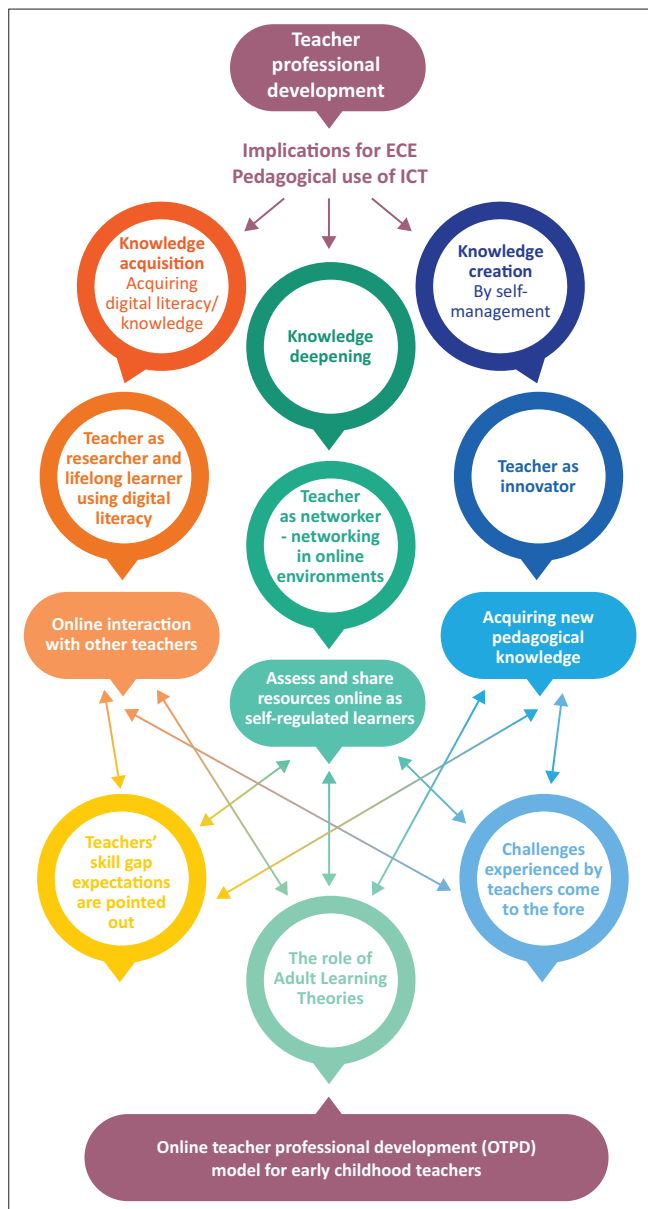 Teacher
professional
development
Implications for ECE
Pedagogical use of ICT
Knowledge
acquisition
Acquiring
digital literacy/
knowledge
Knowledge
deepening
Knowledge
creation
By self-
management
Teacher as
researcher and
lifelong learner
using digital
literacy
Teacher
as networker
- networking
in online
environments
Teacher as
innovator
Online interaction
with other teachers
Assess and share
resources online as
self-regulated learners
Acquiring new
pedagogical
knowledge
Teachers’
skill gap
expectations
are pointed
out
The role of
Adult Learning
Theories
Challenges
experienced by
teachers come
to the fore
Online teacher professional development (OTPD)
model for early childhood teachers